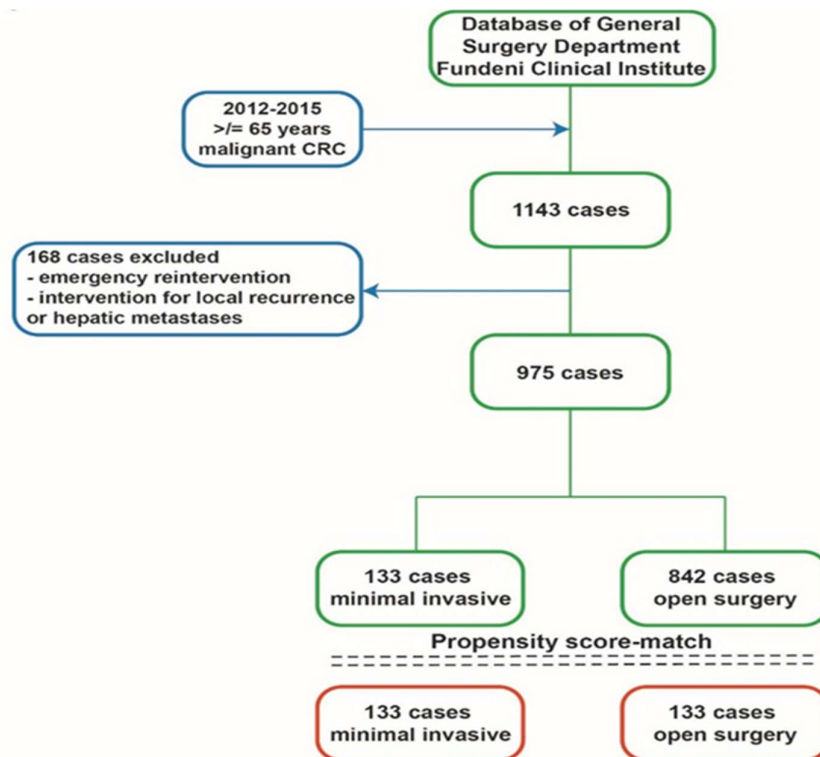 Database of General
Surgery Department
Fundeni Clinical Institute
2012-2015
>/= 65 years
malignant CRC
1143 cases
168 cases excluded
- emergency reintervention
- intervention for local recurrence
or hepatic metastases
975 cases
133 cases
minimal invasive
842 cases
open surgery
Propensity score-match
133 cases
minimal invasive
133 cases
open surgery